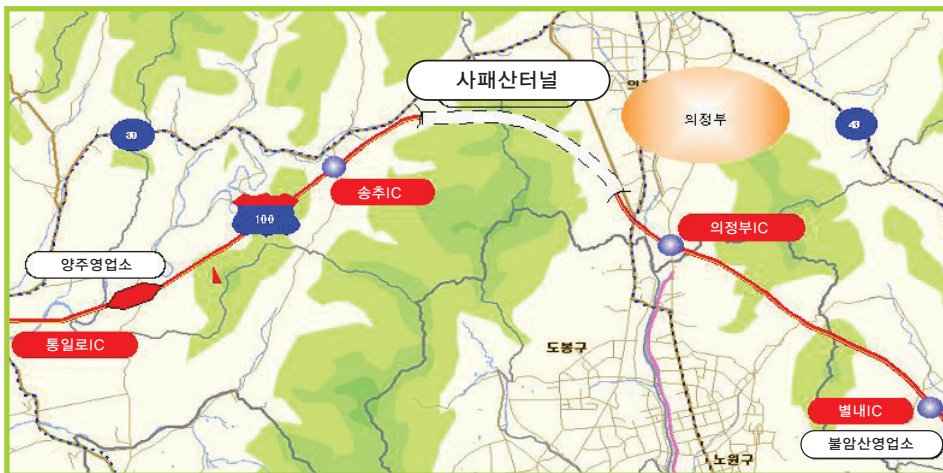 사패산터널
의정부
39
43
송추IC
100
의정부IC
양주영업소
통일로IC
도봉구
별내IC
불암산영업소
노원구